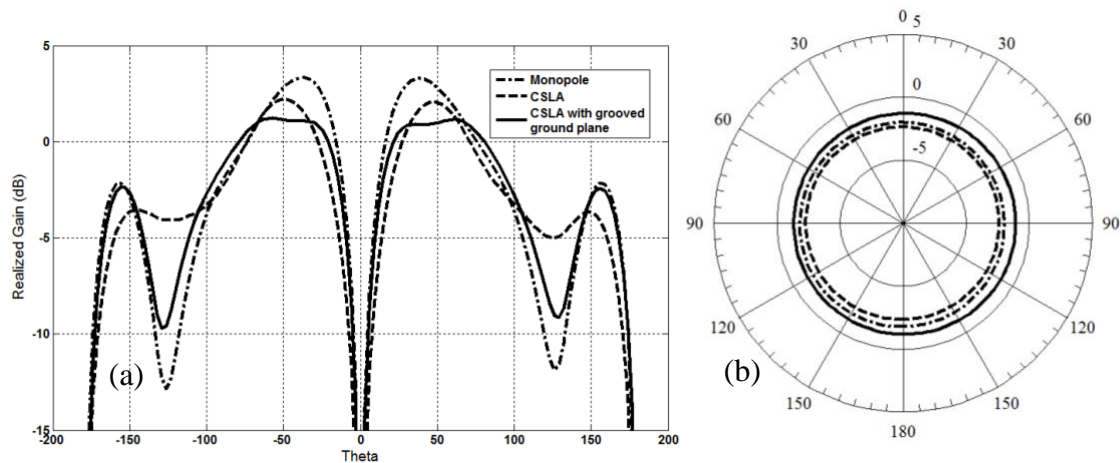 5
0
-5
-10
-15
Realized Gain (dB)
-200 -150 -100 -50 0 50 100 150 200
Theta
Monopole
CSLA
CSLA with grooved
ground plane
(a)
0
5
30
30
0
60
60
-5
90
90
120
120
150
150
180
(b)